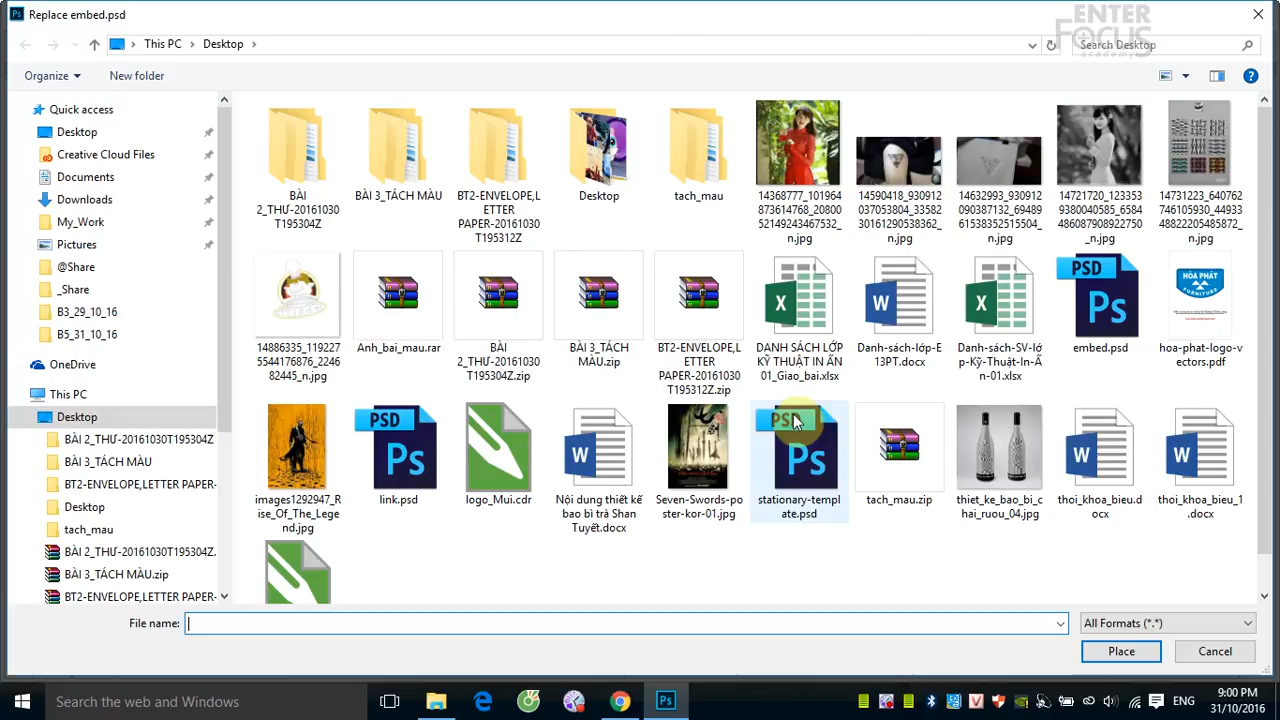 Replace embed.psd
ENTER
FOCUS
academy
This PC
Desktop
Search Desktop
Organize
New folder
Quick access
Desktop
Creative Cloud Files
Documents
Downloads
My_Work
Pictures
@Share
_Share
B3_29_10_16
B5_31_10_16
OneDrive
This PC
Desktop
BÀI 2_THƯ-20161030T195304Z
BÀI 3_TÁCH MÀU
BT2-ENVELOPE,LETTER PAPER-
Desktop
tach_mau
BÀI 2_THƯ-20161030T195304Z.
BÀI 3_TÁCH MÀU.zip
BT2-ENVELOPE,LETTER PAPER-
BÀI
2_THƯ-20161030
T195304Z
BÀI 3_TÁCH MÀU
BT2-ENVELOPE,L
ETTER
PAPER-20161030
T195312Z
Desktop
tach_mau
14368777_101964
873614768_20800
52149243467532_
n.jpg
14590418_930912
037053804_33582
30161290538362_
n.jpg
14632993_930912
090387132_69489
61538352515504_
n.jpg
14721720_123353
9380040585_6584
486087908922750
_n.jpg
14731223_640762
746105930_44933
48822205485872_
n.jpg
14886335_119227
5544176876_2246
82445_n.jpg
Anh_bai_mau.rar
BÀI
2_THƯ-20161030
T195304Z.zip
BÀI 3_TÁCH
MÀU.zip
BT2-ENVELOPE,L
ETTER
PAPER-20161030
T195312Z.zip
DANH SÁCH LỚP
KỸ THUẬT IN ẤN
01_Giao_bai.xlsx
Danh-sách-lớp-E
13PT.docx
Danh-sách-SV-lớ
p-Kỹ-Thuật-In-Ấ
n-01.xlsx
PSD
Ps
embed.psd
HÒA PHÁT
FURNITURE
hoa-phat-logo-v
ectors.pdf
images1292947_R
ise_Of_The_Lege
nd.jpg
PSD
Ps
link.psd
logo_Mui.cdr
Nội dung thiết kế
bao bì trà Shan
Tuyết.docx
Seven-Swords-po
ster-kor-01.jpg
PSD
Ps
stationary-templ
ate.psd
tach_mau.zip
thiet_ke_bao_bi_c
hai_ruou_04.jpg
thoi_khoa_bieu.d
ocx
thoi_khoa_bieu_1
.docx
File name:
All Formats (*.*)
Place
Cancel
Search the web and Windows
ENG
9:00 PM
31/10/2016